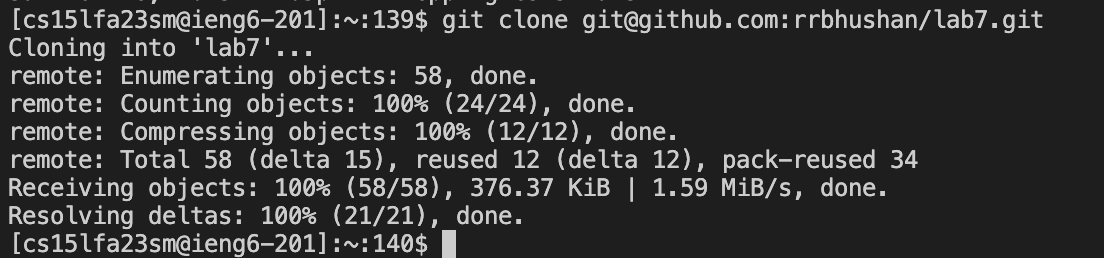 [cs15lfa23sm@ieng6-201]:~:139$ git clone git@github.com:rrbhushan/lab7.git
Cloning into 'lab7'...
remote: Enumerating objects: 58, done.
remote: Counting objects: 100% (24/24), done.
remote: Compressing objects: 100% (12/12), done.
remote: Total 58 (delta 15), reused 12 (delta 12), pack-reused 34
Receiving objects: 100% (58/58), 376.37 KiB | 1.59 MiB/s, done.
Resolving deltas: 100% (21/21), done.
[cs15lfa23sm@ieng6-201]:~:140$